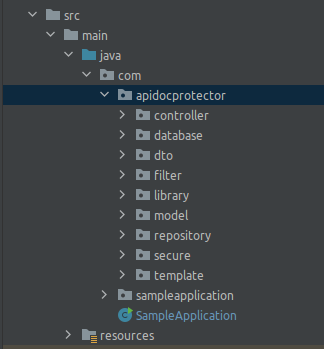 src
main
java
com
apidocprotector
controller
database
dto
filter
library
model
repository
secure
template
sampleapplication
SampleApplication
resources